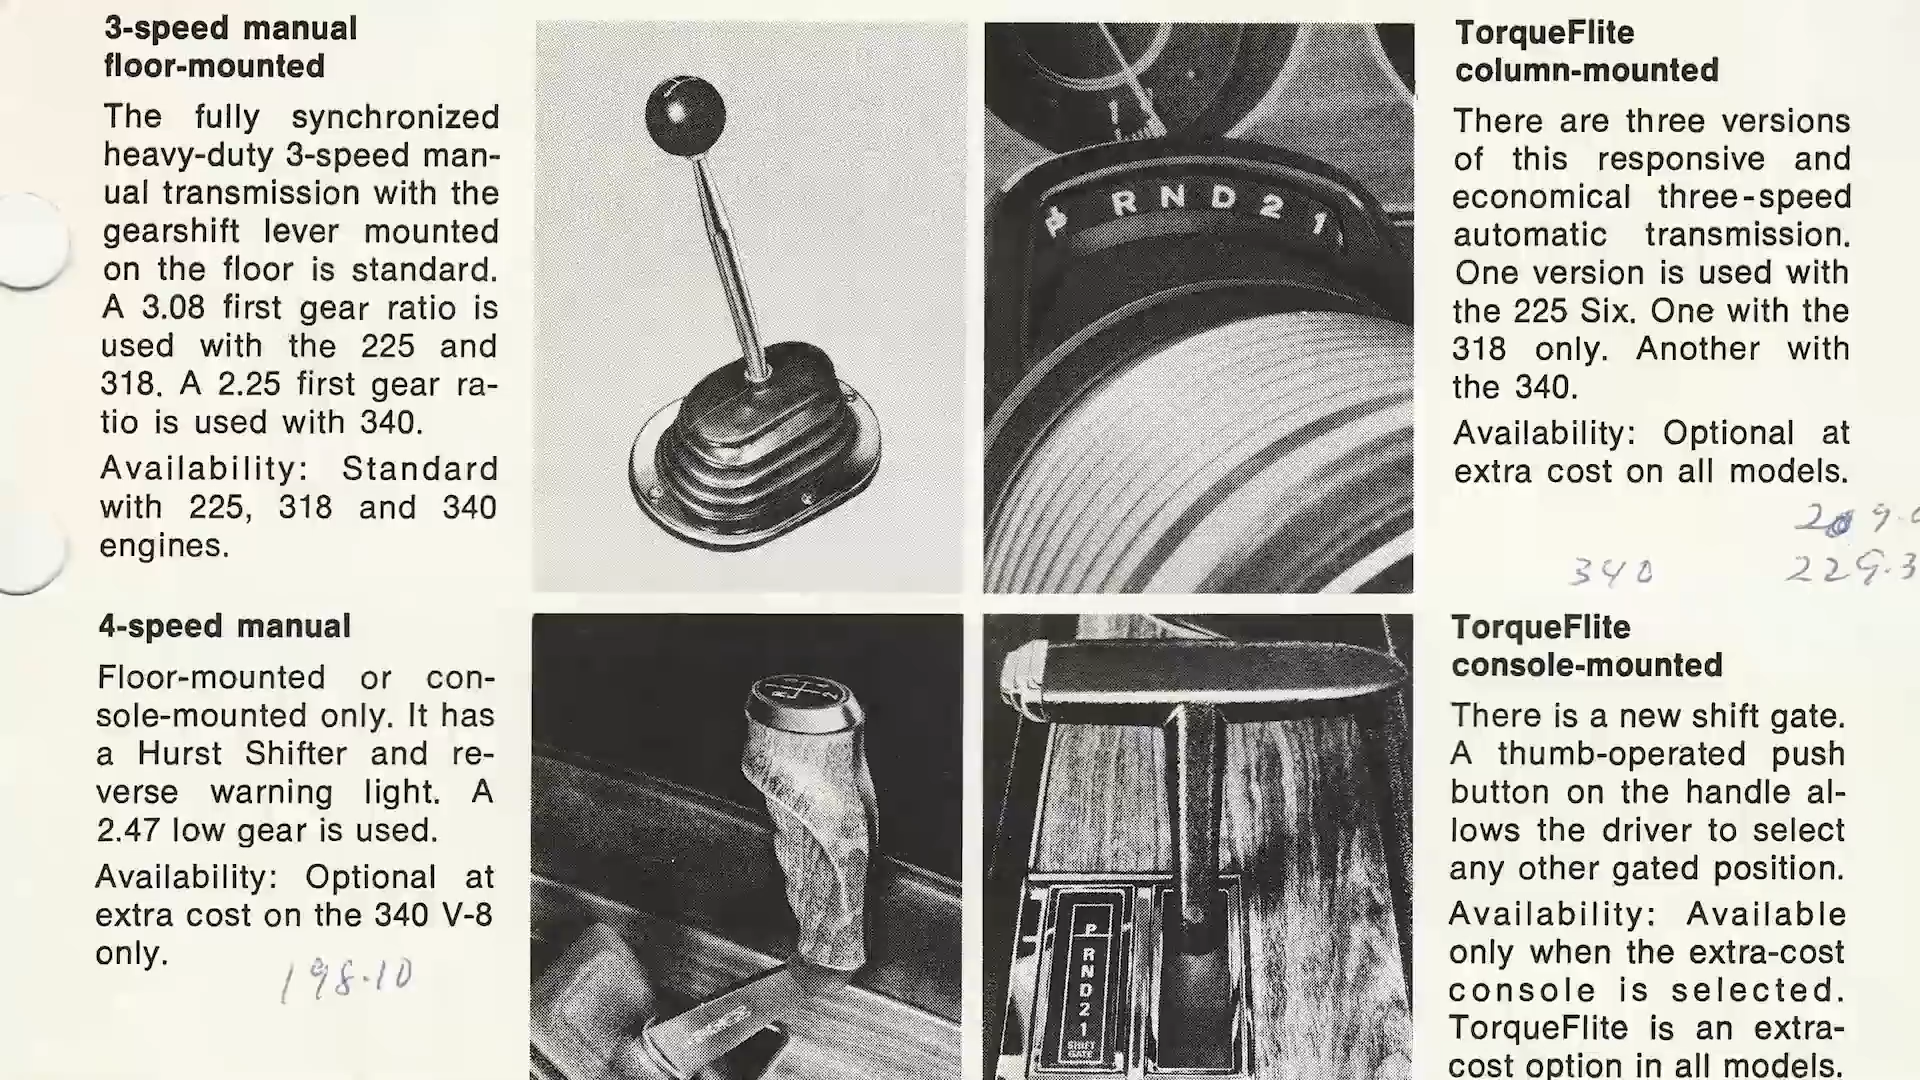 3-speed manual
floor-mounted
The fully synchronized
heavy-duty 3-speed man-
ual transmission with the
gearshift lever mounted
on the floor is standard.
A 3.08 first gear ratio is
used with the 225 and
318. A 2.25 first gear ra-
tio is used with 340.
Availability: Standard
with 225, 318 and 340
engines.
4-speed manual
Floor-mounted or con-
sole-mounted only. It has
a Hurst Shifter and re-
verse warning light. A
2.47 low gear is used.
Availability: Optional at
extra cost on the 340 V-8
only.
198.10
P R N D 2 1
P
R
N
D
2
1
SHIFT
GATE
TorqueFlite
column-mounted
There are three versions
of this responsive and
economical three-speed
automatic transmission.
One version is used with
the 225 Six. One with the
318 only. Another with
the 340.
Availability: Optional at
extra cost on all models.
340
229.3
TorqueFlite
console-mounted
There is a new shift gate.
A thumb-operated push
button on the handle al-
lows the driver to select
any other gated position.
Availability: Available
only when the extra-cost
console is selected.
TorqueFlite is an extra-
cost option in all models.